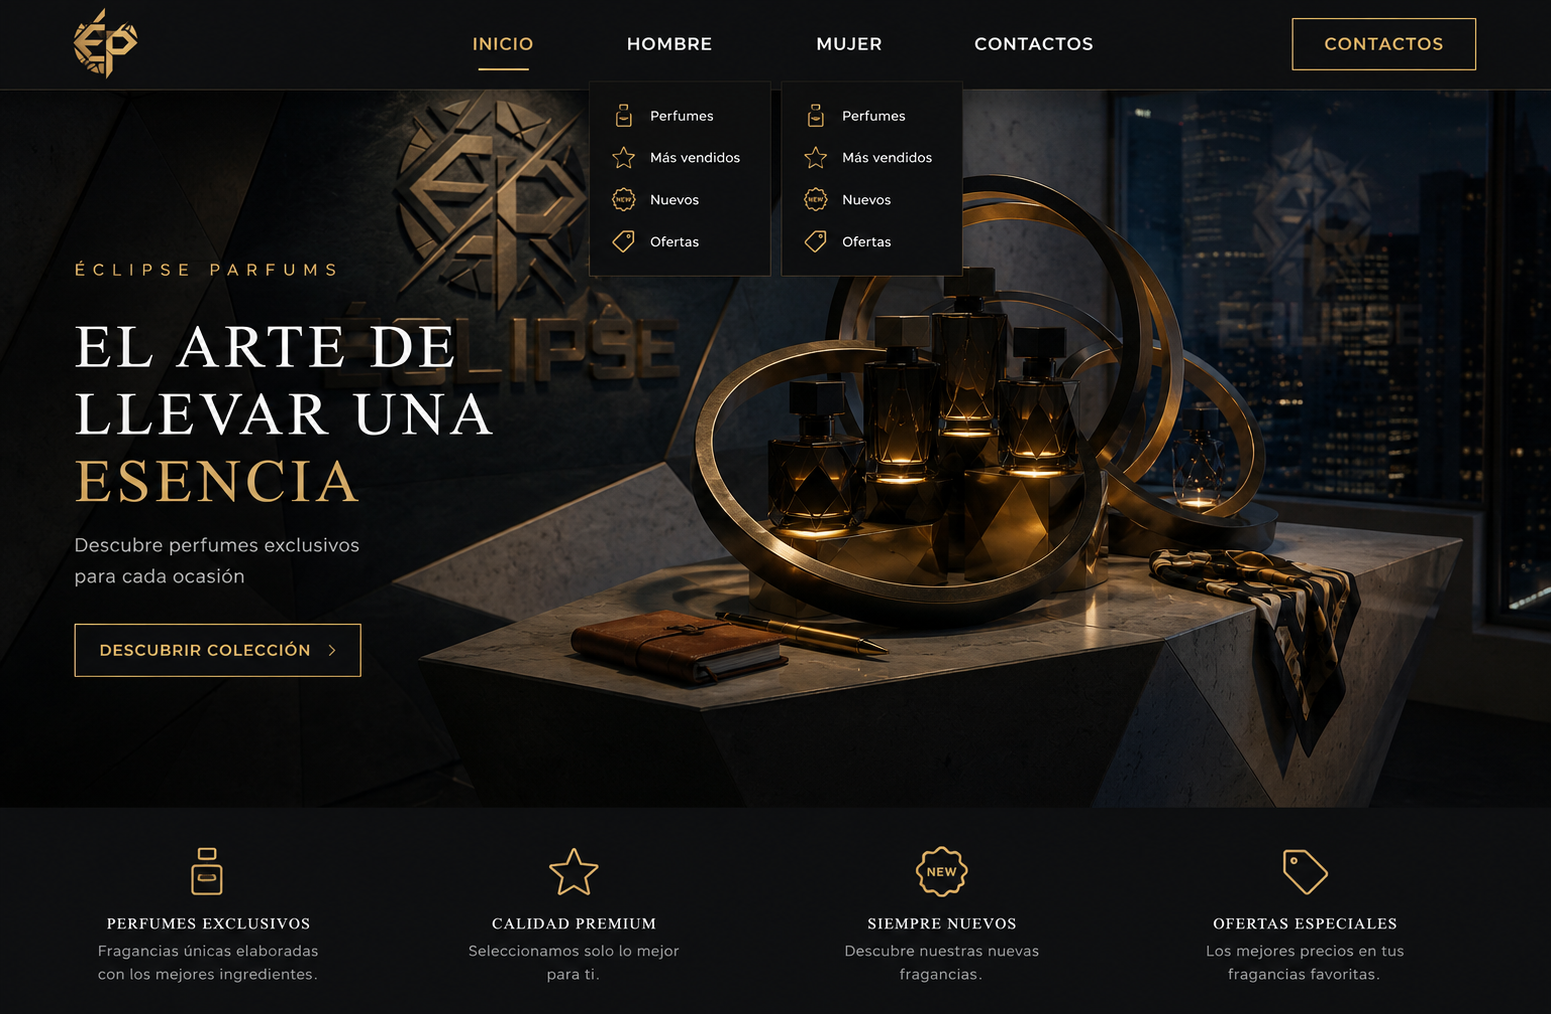 ÉP
INICIO
HOMBRE
MUJER
CONTACTOS
CONTACTOS
Perfumes
Más vendidos
NEW
Nuevos
Ofertas
Perfumes
Más vendidos
NEW
Nuevos
Ofertas
ÉP
ÉCLIPSE
ÉCLIPSE PARFUMS
EL ARTE DE
LLEVAR UNA
ESENCIA
Descubre perfumes exclusivos
para cada ocasión
DESCUBRIR COLECCIÓN
NEW
PERFUMES EXCLUSIVOS
Fragancias únicas elaboradas
con los mejores ingredientes.
CALIDAD PREMIUM
Seleccionamos solo lo mejor
para ti.
SIEMPRE NUEVOS
Descubre nuestras nuevas
fragancias.
OFERTAS ESPECIALES
Los mejores precios en tus
fragancias favoritas.